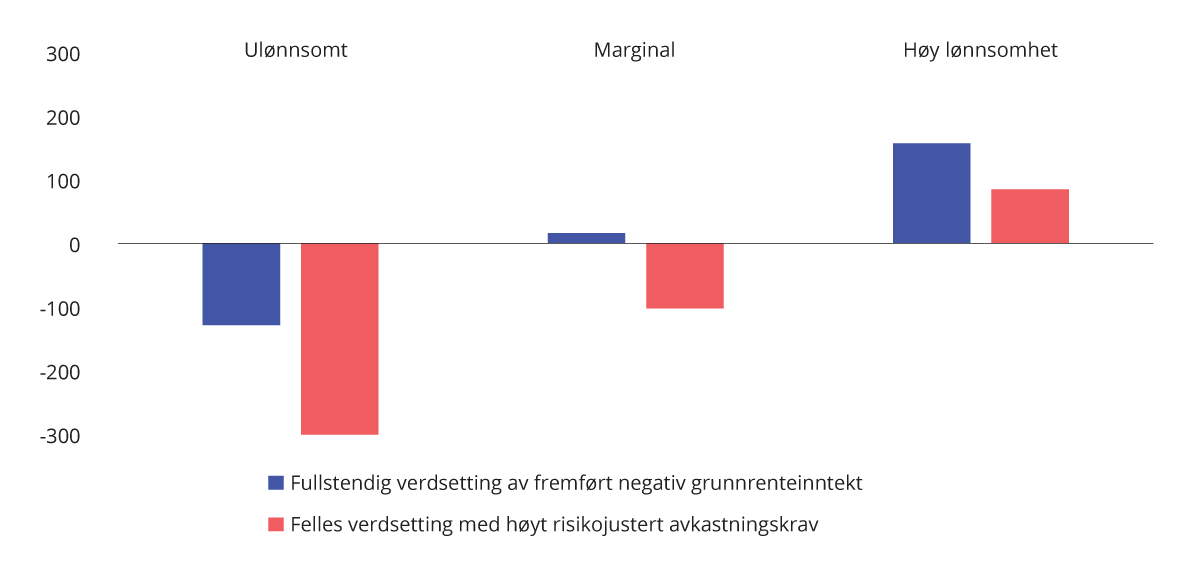 Ulønnsomt
Marginal
Høy lønnsomhet
300
200
100
0
-100
-200
-300
Fullstendig verdsetting av fremført negativ grunnrenteinntekt
Felles verdsetting med høyt risikojustert avkastningskrav